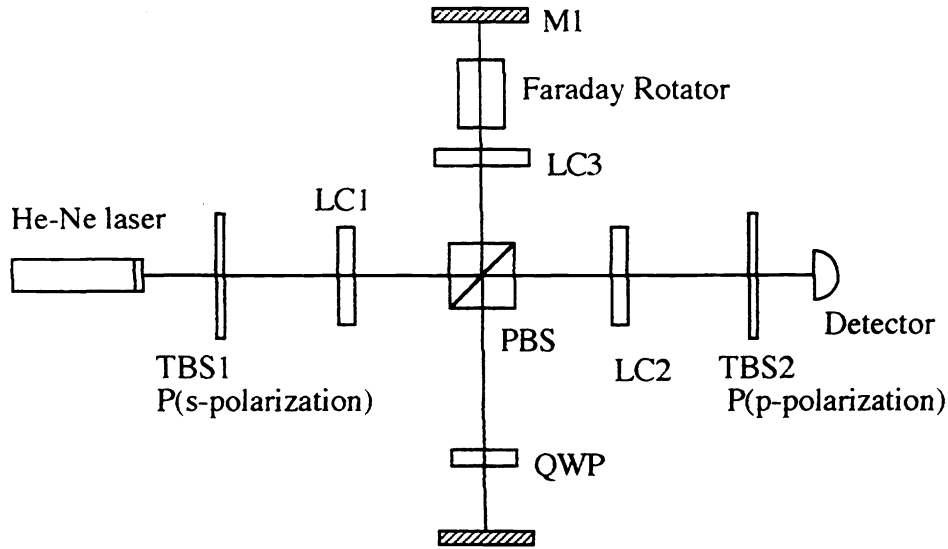 M1
Faraday Rotator
LC3
LC1
He-Ne laser
PBS
Detector
TBS1
P(s-polarization)
LC2
TBS2
P(p-polarization)
QWP